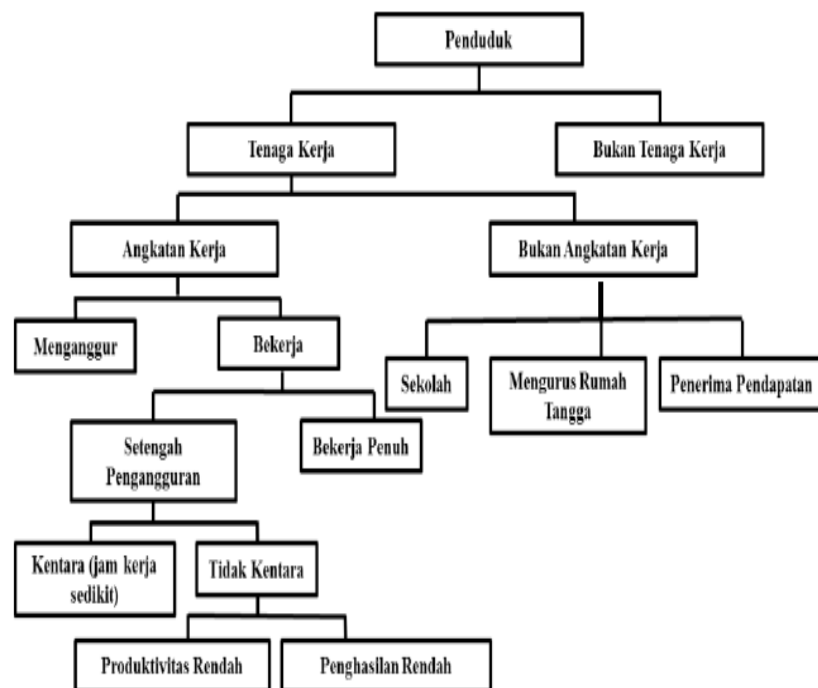 Penduduk
Tenaga Kerja
Bukan Tenaga Kerja
Angkatan Kerja
Bukan Angkatan Kerja
Menganggur
Bekerja
Sekolah
Mengurus Rumah
Tangga
Penerima Pendapatan
Setengah
Pengangguran
Bekerja Penuh
Kentara (jam kerja
sedikit)
Tidak Kentara
Produktivitas Rendah
Penghasilan Rendah